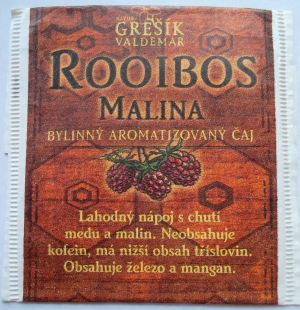 NATUR
GREŠÍK
VALDEMAR
ROOIBOS
MALINA
BYLINNÝ AROMATIZOVANÝ ČAJ
Lahodný nápoj s chutí
medu a malin. Neobsahuje
kofein, má nižší obsah tříslovin.
Obsahuje železo a mangan.